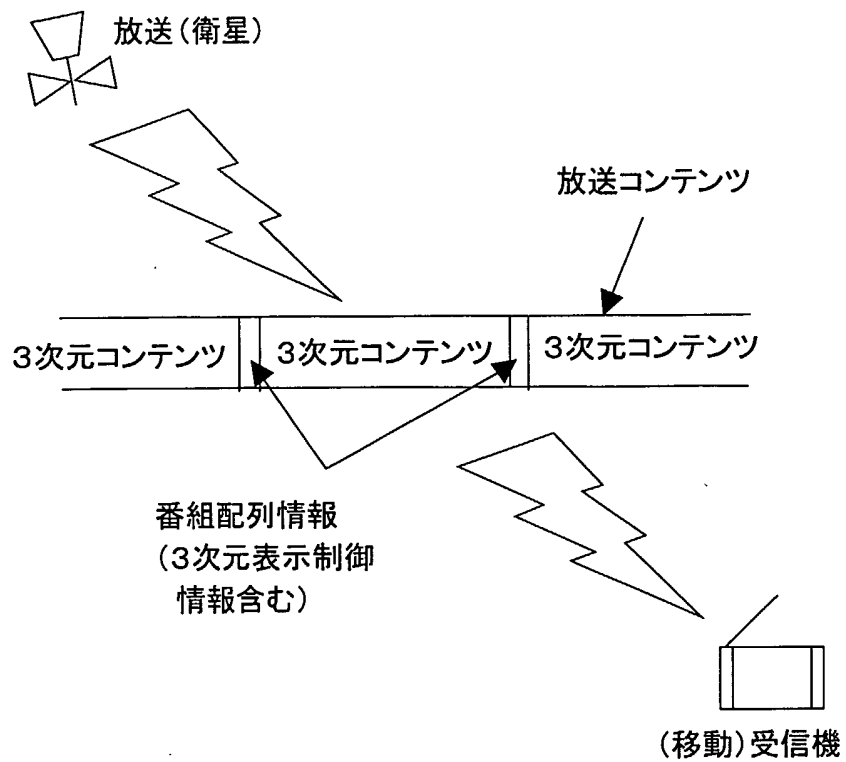 放送(衛星)
放送コンテンツ
3次元コンテンツ
3次元コンテンツ
3次元コンテンツ
番組配列情報
(3次元表示制御
情報含む)
(移動)受信機